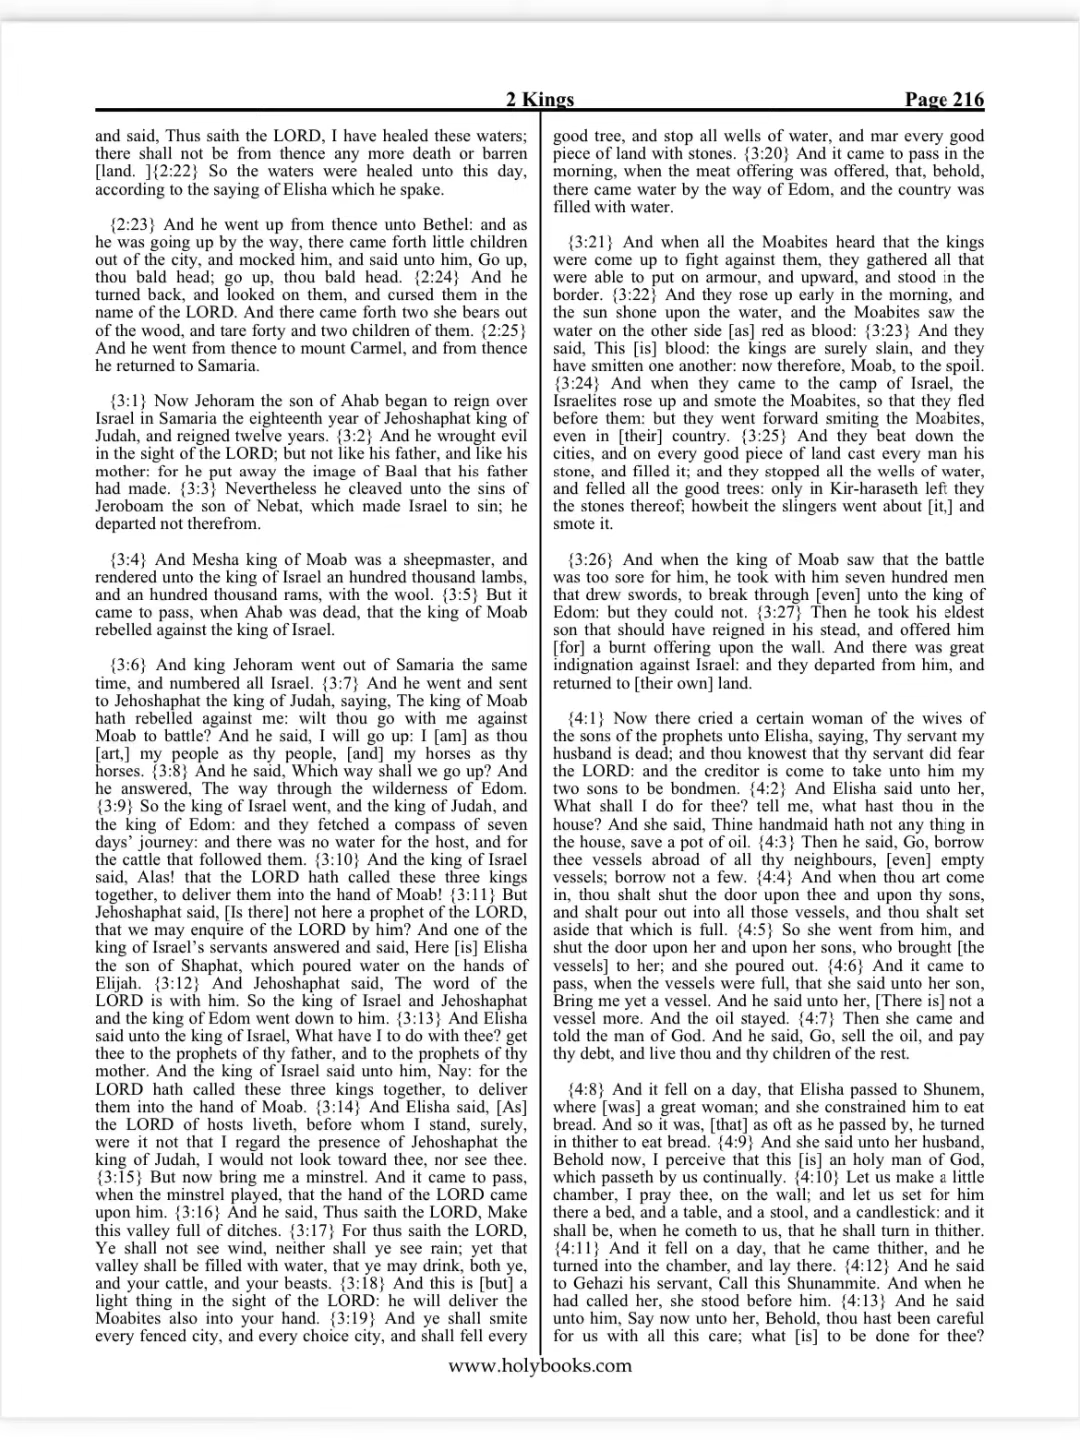 2 Kings
Page 216
and said, Thus saith the LORD, I have healed these waters;
there shall not be from thence any more death or barren
[land. ]{2:22} So the waters were healed unto this day,
according to the saying of Elisha which he spake.
{2:23} And he went up from thence unto Bethel: and as
he was going up by the way, there came forth little children
out of the city, and mocked him, and said unto him, Go up,
thou bald head; go up, thou bald head. {2:24} And he
turned back, and looked on them, and cursed them in the
name of the LORD. And there came forth two she bears out
of the wood, and tare forty and two children of them. {2:25}
And he went from thence to mount Carmel, and from thence
he returned to Samaria.
{3:1} Now Jehoram the son of Ahab began to reign over
Israel in Samaria the eighteenth year of Jehoshaphat king of
Judah, and reigned twelve years. {3:2} And he wrought evil
in the sight of the LORD; but not like his father, and like his
mother: for he put away the image of Baal that his father
had made. {3:3} Nevertheless he cleaved unto the sins of
Jeroboam the son of Nebat, which made Israel to sin; he
departed not therefrom.
{3:4} And Mesha king of Moab was a sheepmaster, and
rendered unto the king of Israel an hundred thousand lambs,
and an hundred thousand rams, with the wool. {3:5} But it
came to pass, when Ahab was dead, that the king of Moab
rebelled against the king of Israel.
{3:6} And king Jehoram went out of Samaria the same
time, and numbered all Israel. {3:7} And he went and sent
to Jehoshaphat the king of Judah, saying, The king of Moab
hath rebelled against me: wilt thou go with me against
Moab to battle? And he said, I will go up: I [am] as thou
[art,] my people as thy people, [and] my horses as thy
horses. {3:8} And he said, Which way shall we go up? And
he answered, The way through the wilderness of Edom.
{3:9} So the king of Israel went, and the king of Judah, and
the king of Edom: and they fetched a compass of seven
days’ journey: and there was no water for the host, and for
the cattle that followed them. {3:10} And the king of Israel
said, Alas! that the LORD hath called these three kings
together, to deliver them into the hand of Moab! {3:11} But
Jehoshaphat said, [Is there] not here a prophet of the LORD,
that we may enquire of the LORD by him? And one of the
king of Israel’s servants answered and said, Here [is] Elisha
the son of Shaphat, which poured water on the hands of
Elijah. {3:12} And Jehoshaphat said, The word of the
LORD is with him. So the king of Israel and Jehoshaphat
and the king of Edom went down to him. {3:13} And Elisha
said unto the king of Israel, What have I to do with thee? get
thee to the prophets of thy father, and to the prophets of thy
mother. And the king of Israel said unto him, Nay: for the
LORD hath called these three kings together, to deliver
them into the hand of Moab. {3:14} And Elisha said, [As]
the LORD of hosts liveth, before whom I stand, surely,
were it not that I regard the presence of Jehoshaphat the
king of Judah, I would not look toward thee, nor see thee.
{3:15} But now bring me a minstrel. And it came to pass,
when the minstrel played, that the hand of the LORD came
upon him. {3:16} And he said, Thus saith the LORD, Make
this valley full of ditches. {3:17} For thus saith the LORD,
Ye shall not see wind, neither shall ye see rain; yet that
valley shall be filled with water, that ye may drink, both ye,
and your cattle, and your beasts. {3:18} And this is [but] a
light thing in the sight of the LORD: he will deliver the
Moabites also into your hand. {3:19} And ye shall smite
every fenced city, and every choice city, and shall fell every
good tree, and stop all wells of water, and mar every good
piece of land with stones. {3:20} And it came to pass in the
morning, when the meat offering was offered, that, behold,
there came water by the way of Edom, and the country was
filled with water.
{3:21} And when all the Moabites heard that the kings
were come up to fight against them, they gathered all that
were able to put on armour, and upward, and stood in the
border. {3:22} And they rose up early in the morning, and
the sun shone upon the water, and the Moabites saw the
water on the other side [as] red as blood: {3:23} And they
said, This [is] blood: the kings are surely slain, and they
have smitten one another: now therefore, Moab, to the spoil.
{3:24} And when they came to the camp of Israel, the
Israelites rose up and smote the Moabites, so that they fled
before them: but they went forward smiting the Moabites,
even in [their] country. {3:25} And they beat down the
cities, and on every good piece of land cast every man his
stone, and filled it; and they stopped all the wells of water,
and felled all the good trees: only in Kir-haraseth left they
the stones thereof; howbeit the slingers went about [it,] and
smote it.
{3:26} And when the king of Moab saw that the battle
was too sore for him, he took with him seven hundred men
that drew swords, to break through [even] unto the king of
Edom: but they could not. {3:27} Then he took his eldest
son that should have reigned in his stead, and offered him
[for] a burnt offering upon the wall. And there was great
indignation against Israel: and they departed from him, and
returned to [their own] land.
{4:1} Now there cried a certain woman of the wives of
the sons of the prophets unto Elisha, saying, Thy servant my
husband is dead; and thou knowest that thy servant did fear
the LORD: and the creditor is come to take unto him my
two sons to be bondmen. {4:2} And Elisha said unto her,
What shall I do for thee? tell me, what hast thou in the
house? And she said, Thine handmaid hath not any thing in
the house, save a pot of oil. {4:3} Then he said, Go, borrow
thee vessels abroad of all thy neighbours, [even] empty
vessels; borrow not a few. {4:4} And when thou art come
in, thou shalt shut the door upon thee and upon thy sons,
and shalt pour out into all those vessels, and thou shalt set
aside that which is full. {4:5} So she went from him, and
shut the door upon her and upon her sons, who brought [the
vessels] to her; and she poured out. {4:6} And it came to
pass, when the vessels were full, that she said unto her son,
Bring me yet a vessel. And he said unto her, [There is] not a
vessel more. And the oil stayed. {4:7} Then she came and
told the man of God. And he said, Go, sell the oil, and pay
thy debt, and live thou and thy children of the rest.
{4:8} And it fell on a day, that Elisha passed to Shunem,
where [was] a great woman; and she constrained him to eat
bread. And so it was, [that] as oft as he passed by, he turned
in thither to eat bread. {4:9} And she said unto her husband,
Behold now, I perceive that this [is] an holy man of God,
which passeth by us continually. {4:10} Let us make a little
chamber, I pray thee, on the wall; and let us set for him
there a bed, and a table, and a stool, and a candlestick: and it
shall be, when he cometh to us, that he shall turn in thither.
{4:11} And it fell on a day, that he came thither, and he
turned into the chamber, and lay there. {4:12} And he said
to Gehazi his servant, Call this Shunammite. And when he
had called her, she stood before him. {4:13} And he said
unto him, Say now unto her, Behold, thou hast been careful
for us with all this care; what [is] to be done for thee?
www.holybooks.com